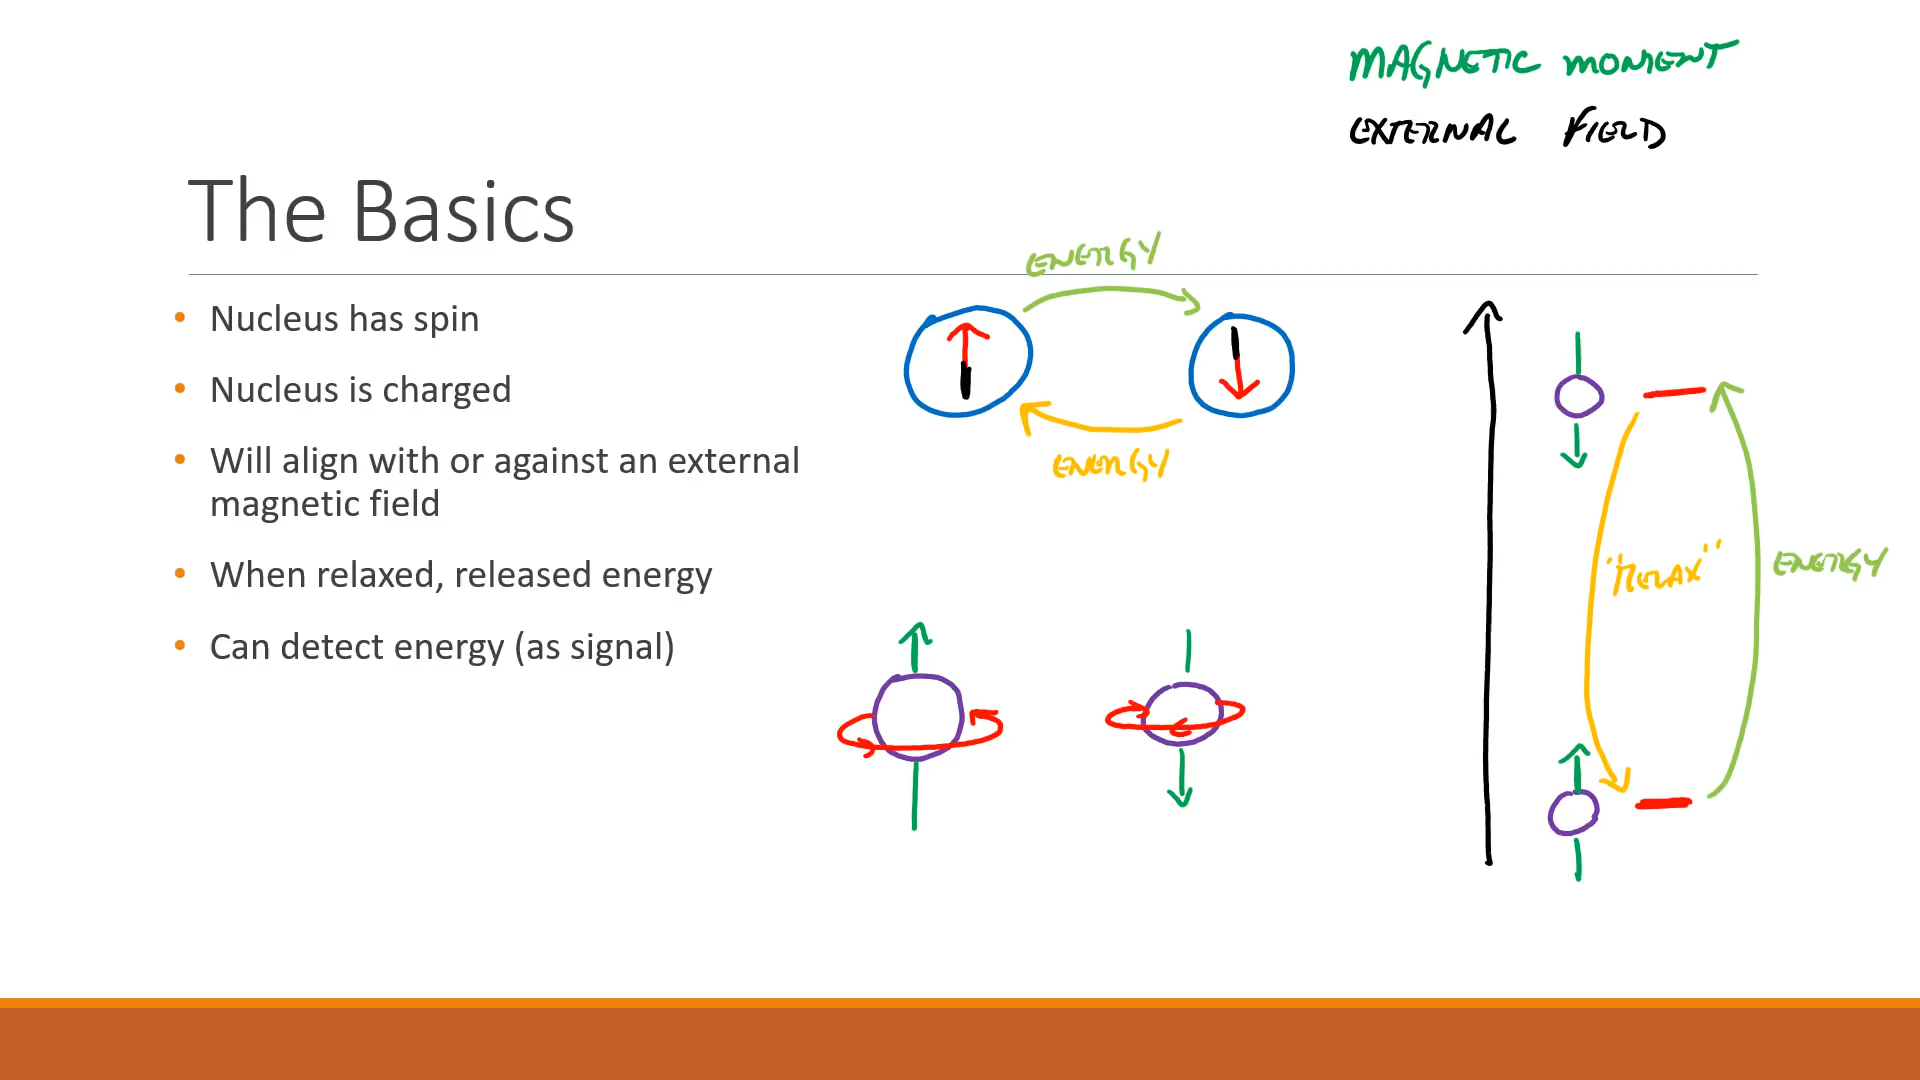 MAGNETIC MOMENT
EXTERNAL FIELD
The Basics
ENERGY
• Nucleus has spin
• Nucleus is charged
• Will align with or against an external
magnetic field
• When relaxed, released energy
• Can detect energy (as signal)
ENERGY
"RELAX"
ENERGY